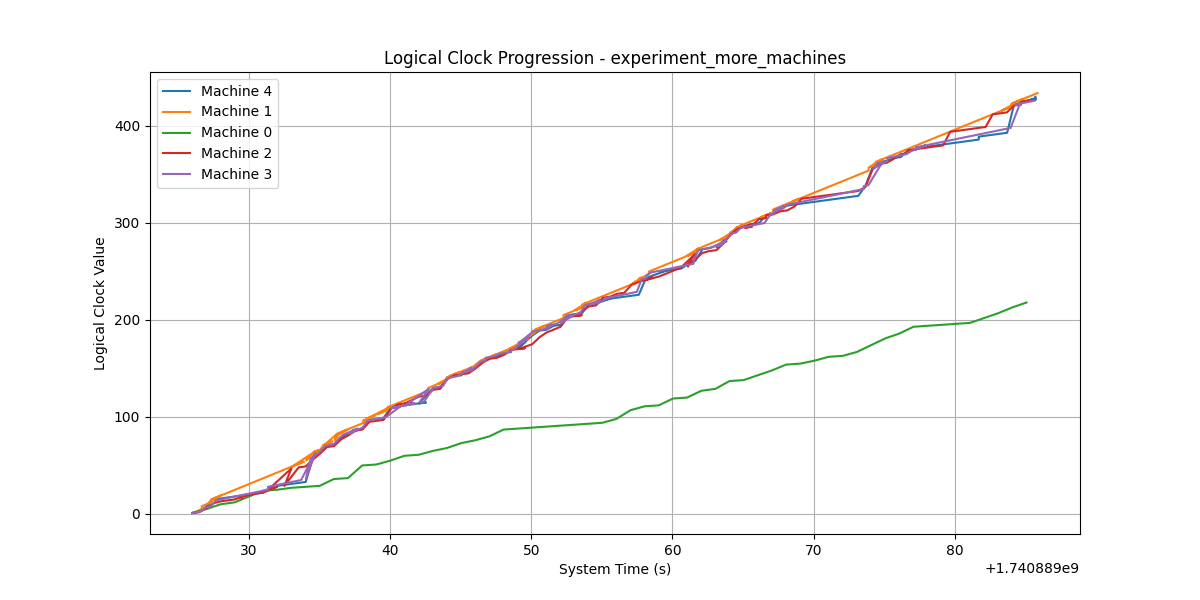 Logical Clock Progression - experiment_more_machines
Machine 4
Machine 1
Machine 0
Machine 2
Machine 3
Logical Clock Value
400
300
200
100
0
30 40 50 60 70 80
System Time (s)
+1.740889e9